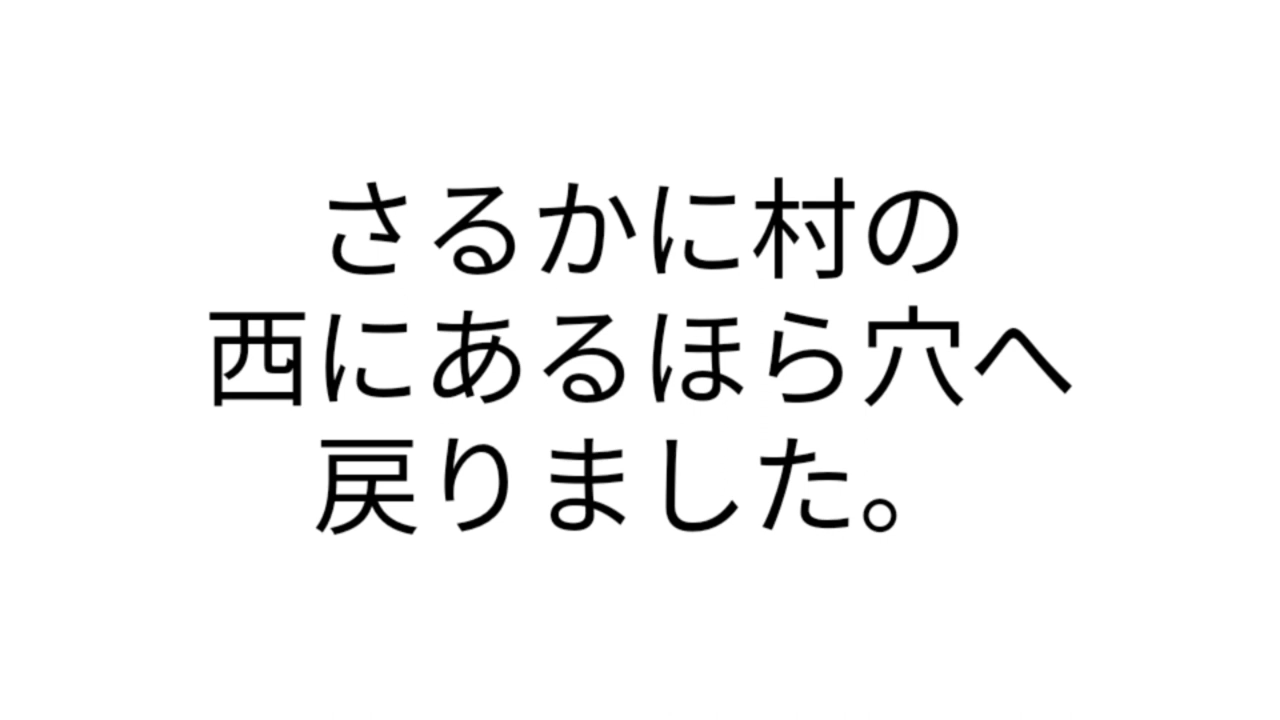 さるかに村の
西にあるほら穴へ
戻りました。